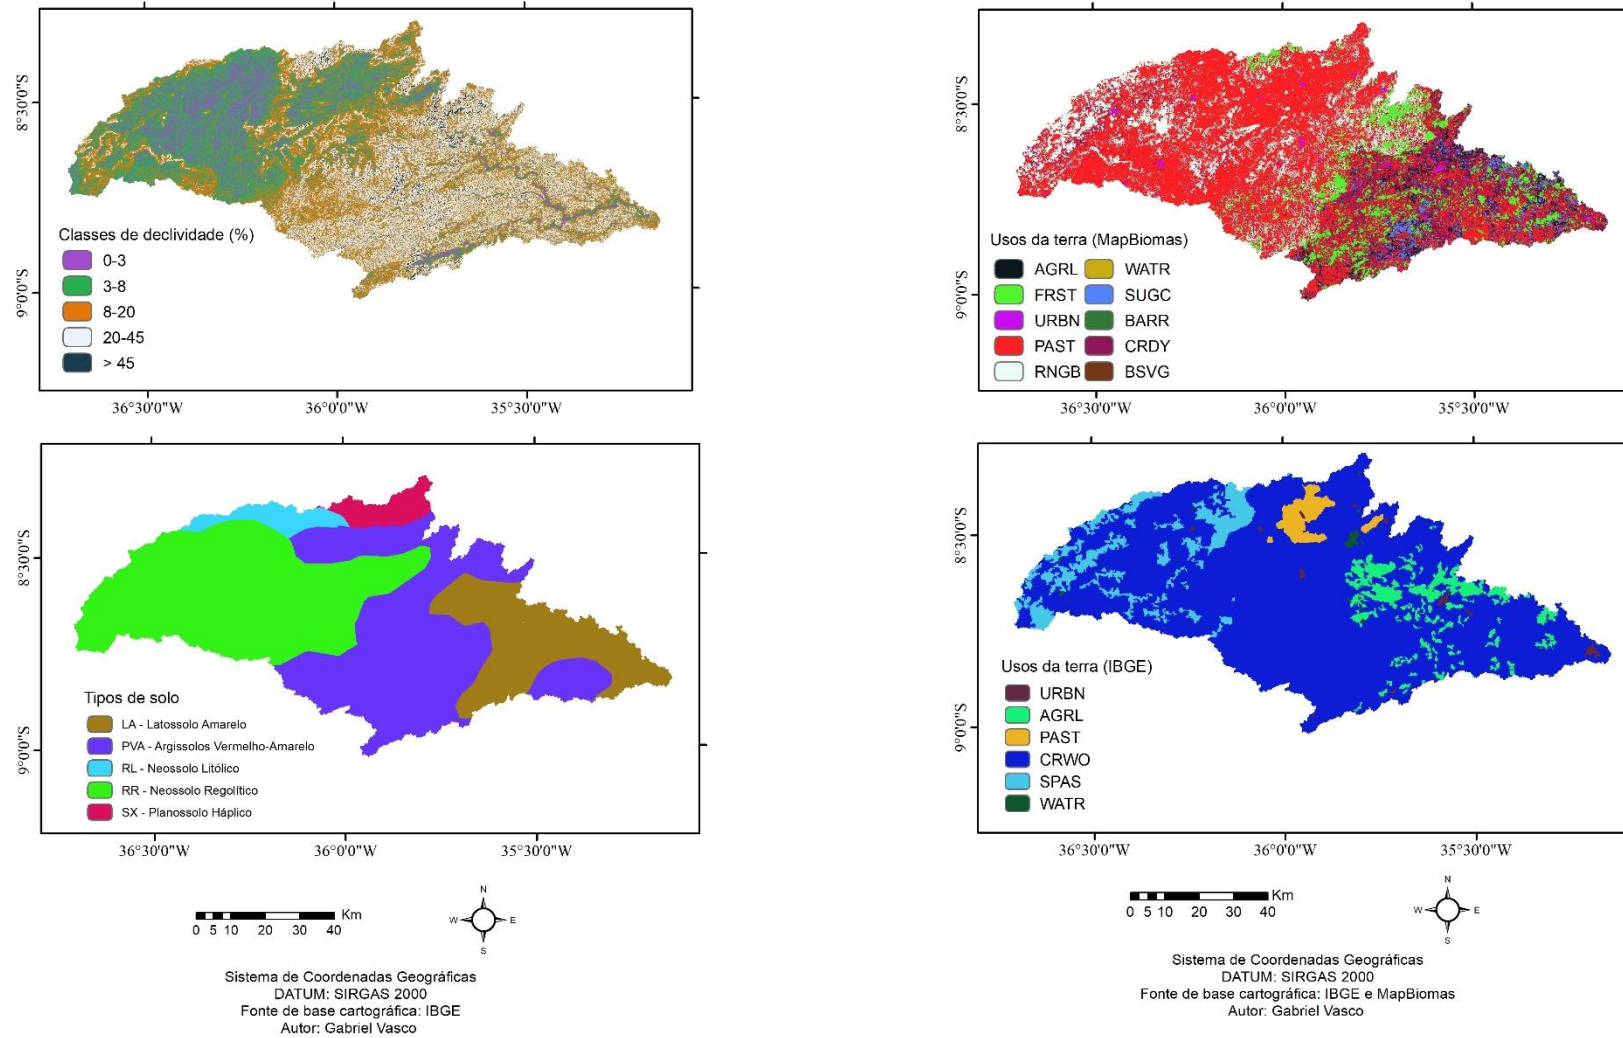 8°30'0"S
9°0'0"S
Classes de declividade (%)
0-3
3-8
8-20
20-45
> 45
36°30'0"W 36°0'0"W 35°30'0"W
8°30'0"S
9°0'0"S
Usos da terra (MapBiomas)
AGRL WATR
FRST SUGC
URBN BARR
PAST CRDY
RNGB BSVG
36°30'0"W 36°0'0"W 35°30'0"W
8°30'0"S
9°0'0"S
Tipos de solo
LA - Latossolo Amarelo
PVA - Argissolos Vermelho-Amarelo
RL - Neossolo Litólico
RR - Neossolo Regolítico
SX - Planossolo Háplico
36°30'0"W 36°0'0"W 35°30'0"W
8°30'0"S
9°0'0"S
Usos da terra (IBGE)
URBN
AGRL
PAST
CRWO
SPAS
WATR
36°30'0"W 36°0'0"W 35°30'0"W
Km
0 5 10 20 30 40
N
W E
S
Sistema de Coordenadas Geográficas
DATUM: SIRGAS 2000
Fonte de base cartográfica: IBGE
Autor: Gabriel Vasco
Km
0 5 10 20 30 40
N
W E
S
Sistema de Coordenadas Geográficas
DATUM: SIRGAS 2000
Fonte de base cartográfica: IBGE e MapBiomas
Autor: Gabriel Vasco